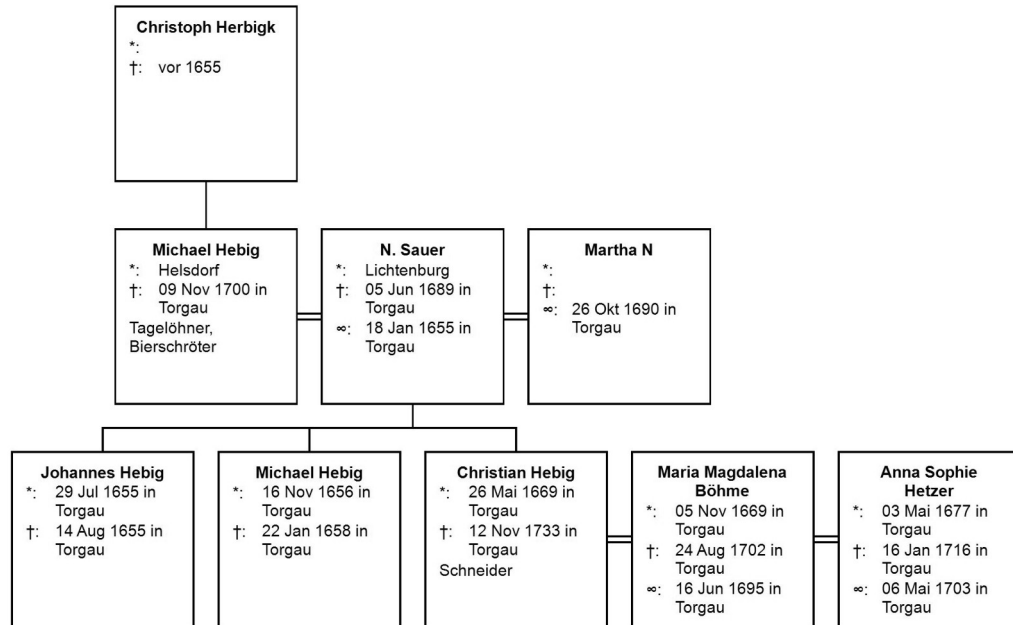 Christoph Herbigk
*:
†: vor 1655
Michael Hebig
*: Helsdorf
†: 09 Nov 1700 in
Torgau
Tagelöhner,
Bierschröter
N. Sauer
*: Lichtenburg
†: 05 Jun 1689 in
Torgau
∞: 18 Jan 1655 in
Torgau
Martha N
*:
†:
∞: 26 Okt 1690 in
Torgau
Johannes Hebig
*: 29 Jul 1655 in
Torgau
†: 14 Aug 1655 in
Torgau
Michael Hebig
*: 16 Nov 1656 in
Torgau
†: 22 Jan 1658 in
Torgau
Christian Hebig
*: 26 Mai 1669 in
Torgau
†: 12 Nov 1733 in
Torgau
Schneider
Maria Magdalena
Böhme
*: 05 Nov 1669 in
Torgau
†: 24 Aug 1702 in
Torgau
∞: 16 Jun 1695 in
Torgau
Anna Sophie
Hetzer
*: 03 Mai 1677 in
Torgau
†: 16 Jan 1716 in
Torgau
∞: 06 Mai 1703 in
Torgau